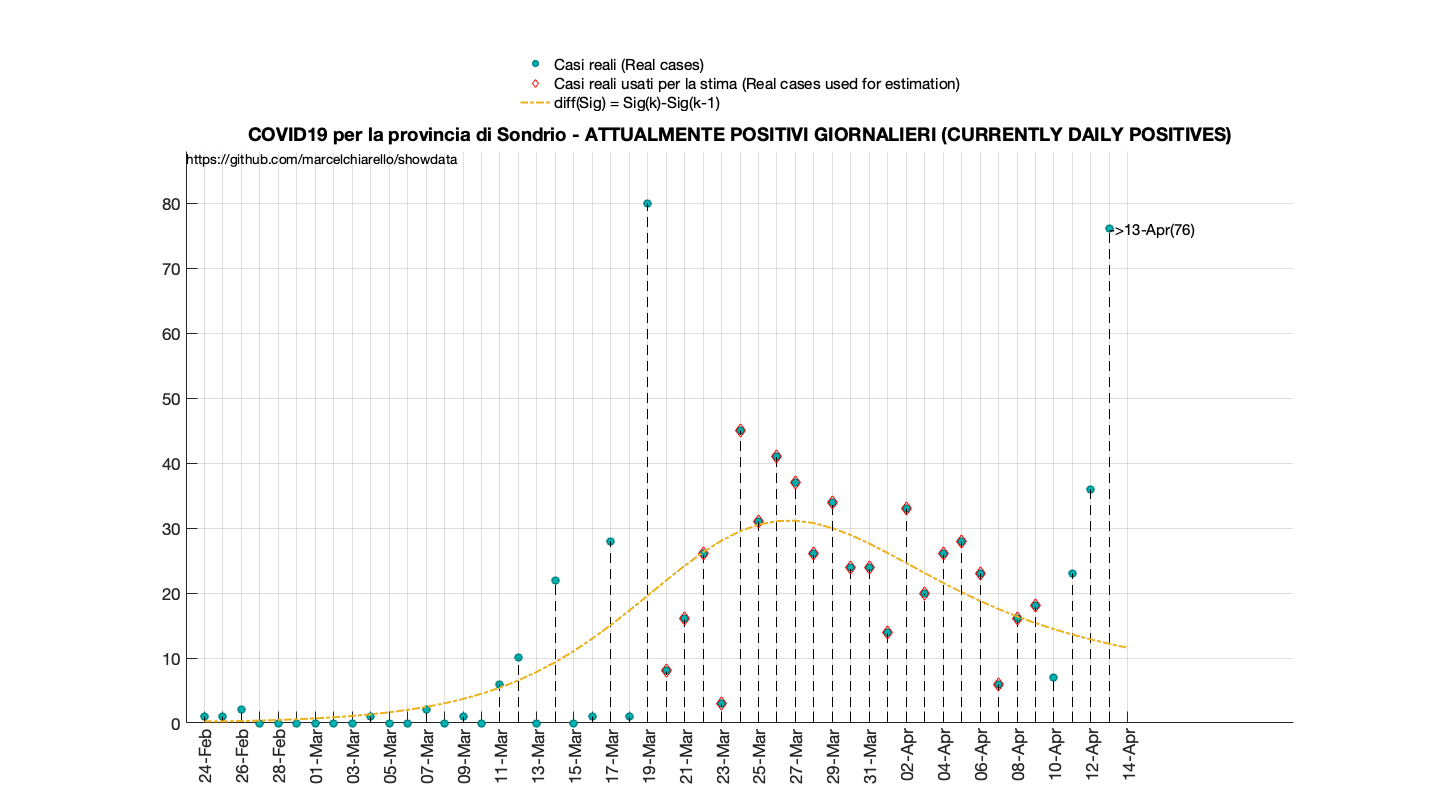 Casi reali (Real cases)
Casi reali usati per la stima (Real cases used for estimation)
diff(Sig) = Sig(k)-Sig(k-1)
COVID19 per la provincia di Sondrio - ATTUALMENTE POSITIVI GIORNALIERI (CURRENTLY DAILY POSITIVES)
https://github.com/marcelchiarello/showdata
80
->13-Apr(76)
70
60
50
40
30
20
10
0
24-Feb
26-Feb
28-Feb
01-Mar
03-Mar
05-Mar
07-Mar
09-Mar
11-Mar
13-Mar
15-Mar
17-Mar
19-Mar
21-Mar
23-Mar
25-Mar
27-Mar
29-Mar
31-Mar
02-Apr
04-Apr
06-Apr
08-Apr
10-Apr
12-Apr
14-Apr